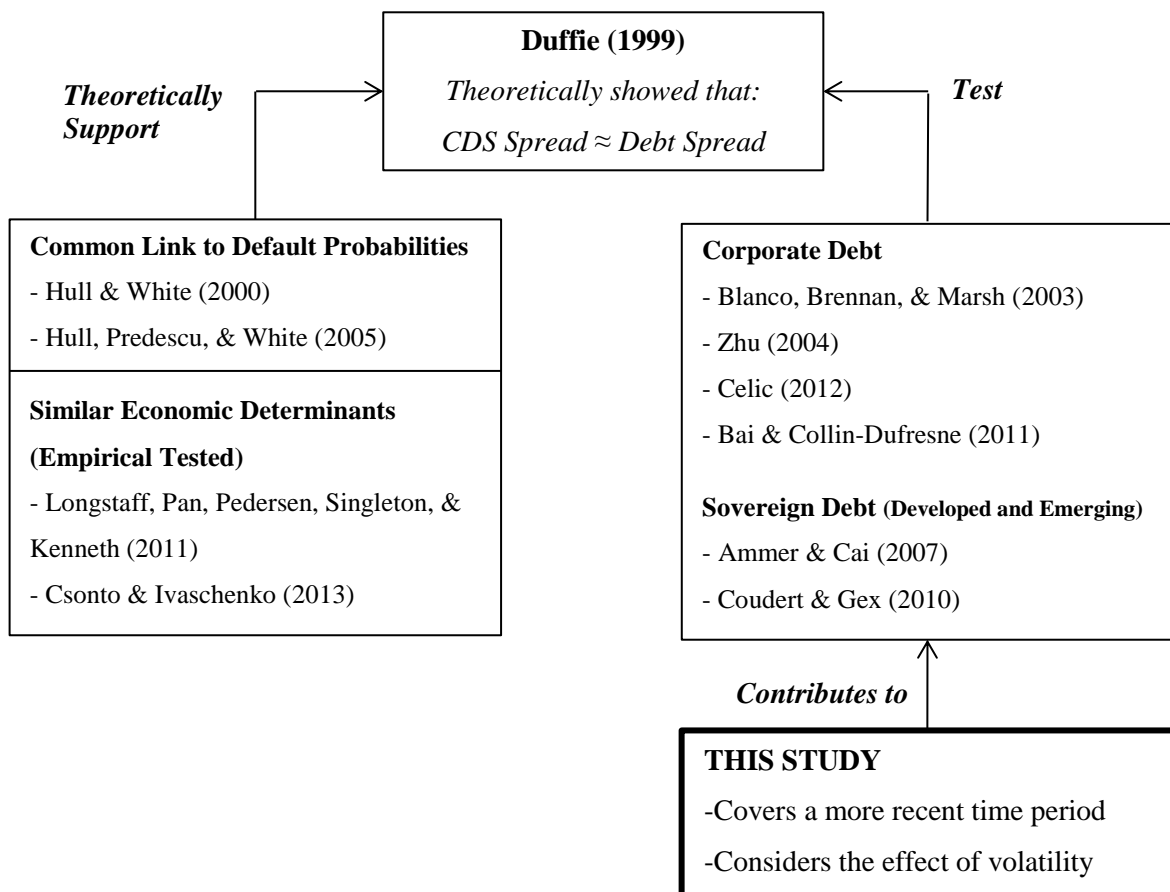 Duffie (1999)
Theoretically showed that:
CDS Spread ≈ Debt Spread
Theoretically
Support
Test
Common Link to Default Probabilities
- Hull & White (2000)
- Hull, Predescu, & White (2005)
Similar Economic Determinants
(Empirical Tested)
- Longstaff, Pan, Pedersen, Singleton, &
Kenneth (2011)
- Csonto & Ivaschenko (2013)
Corporate Debt
- Blanco, Brennan, & Marsh (2003)
- Zhu (2004)
- Celic (2012)
- Bai & Collin-Dufresne (2011)
Sovereign Debt (Developed and Emerging)
- Ammer & Cai (2007)
- Coudert & Gex (2010)
Contributes to
THIS STUDY
-Covers a more recent time period
-Considers the effect of volatility